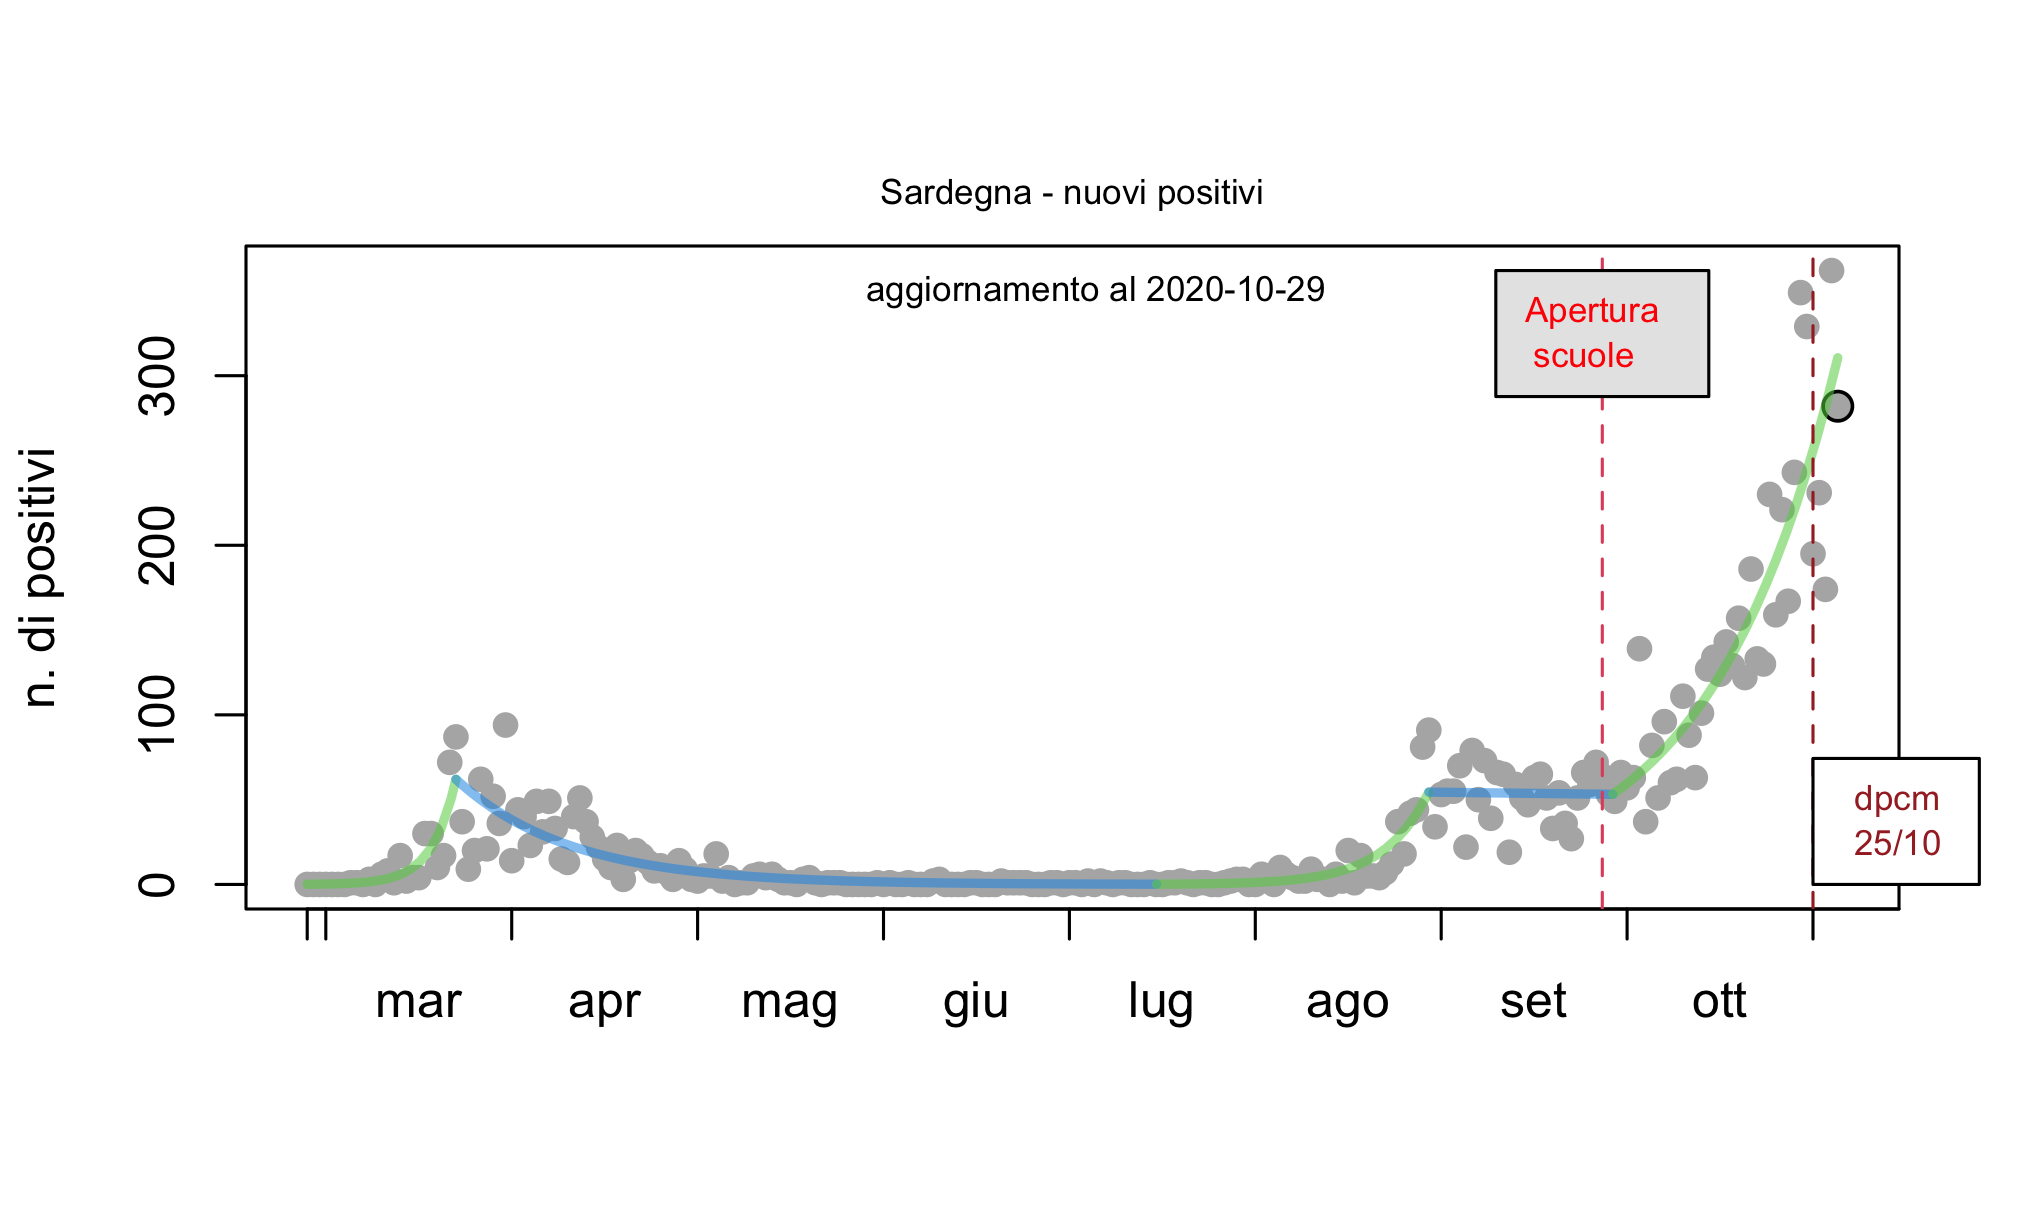 Sardegna - nuovi positivi
aggiornamento al 2020-10-29
Apertura
scuole
300
200
100
0
n. di positivi
dpcm
25/10
mar apr mag giu lug ago set ott